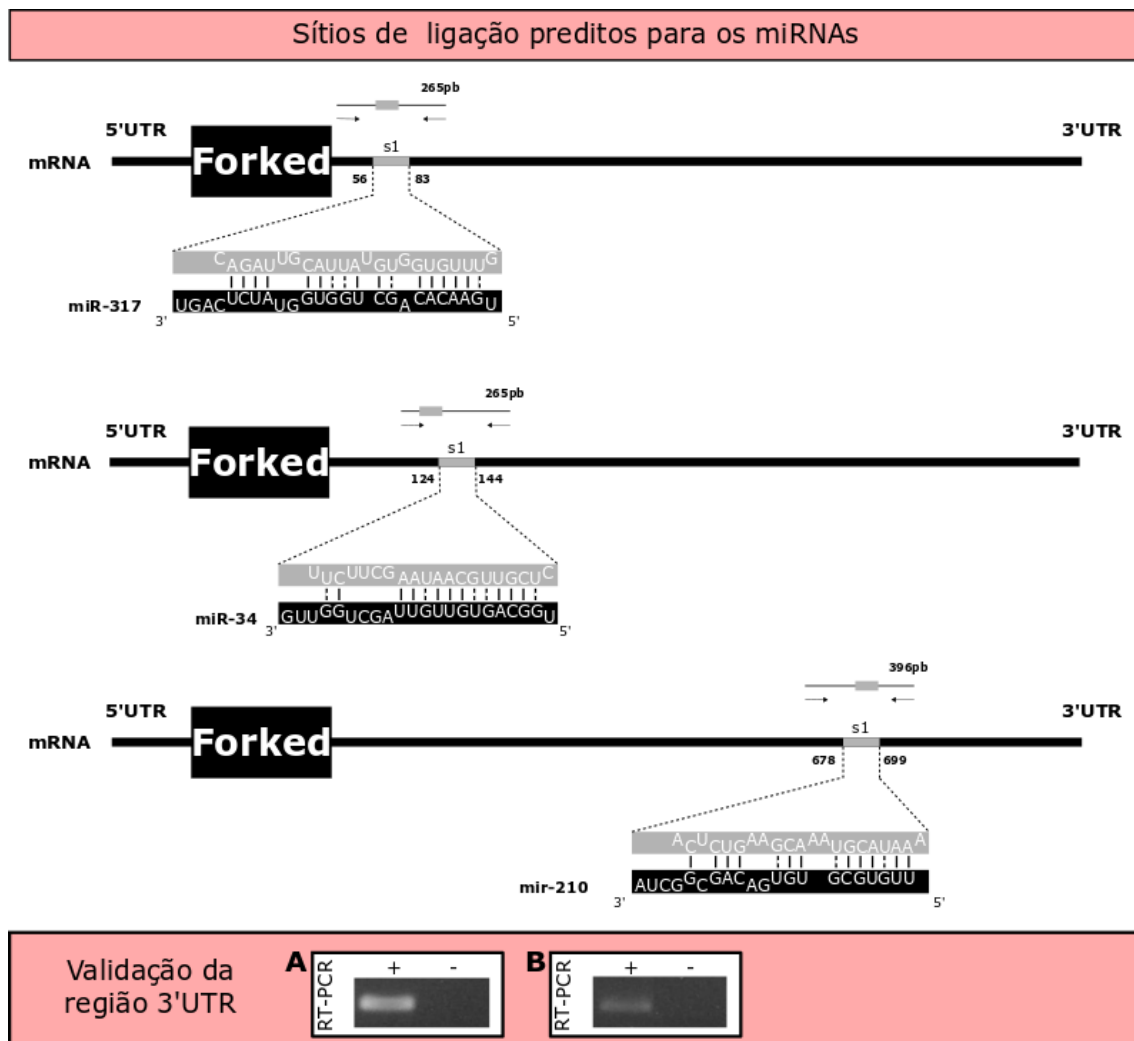 Sítios de ligação preditos para os miRNAs
265pb
5'UTR
3'UTR
mRNA
Forked
s1
56
83
CAGAUUGCAUUAUGUGGUGUUUG
miR-317
UGACUCUAUGGUGGUCGACACAAGU
3'
5'
265pb
5'UTR
3'UTR
mRNA
Forked
s1
124
144
UUCUUCGAAUAACGUUGCUC
miR-34
GUUGGUCGAUUGUUGUGACGGU
3'
5'
396pb
5'UTR
3'UTR
mRNA
Forked
s1
678
699
ACUCUGAAGCAAAUGCAUAAA
mir-210
AUCGGCGACAGUGUGCGUGUU
3'
5'
Validação da
região 3'UTR
A
RT-PCR
+
-
B
RT-PCR
+
-